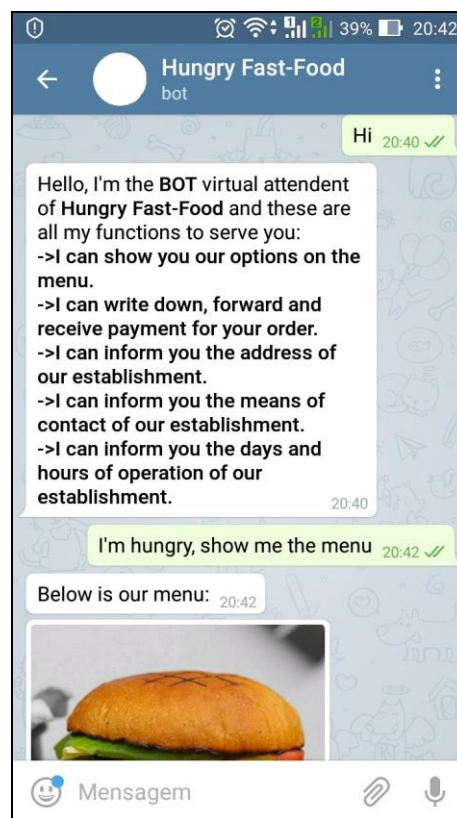 39% 20:42
Hungry Fast-Food
bot
Hi 20:40
Hello, I'm the BOT virtual attendent
of Hungry Fast-Food and these are
all my functions to serve you:
->I can show you our options on the
menu.
->I can write down, forward and
receive payment for your order.
->I can inform you the address of
our establishment.
->I can inform you the means of
contact of our establishment.
->I can inform you the days and
hours of operation of our
establishment. 20:40
I'm hungry, show me the menu 20:42
Below is our menu: 20:42
Mensagem